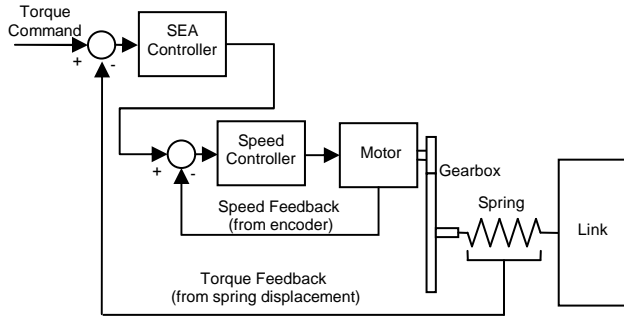 Torque
Command
+
-
SEA
Controller
+
-
Speed
Controller
Motor
Gearbox
Spring
Link
Speed Feedback
(from encoder)
Torque Feedback
(from spring displacement)